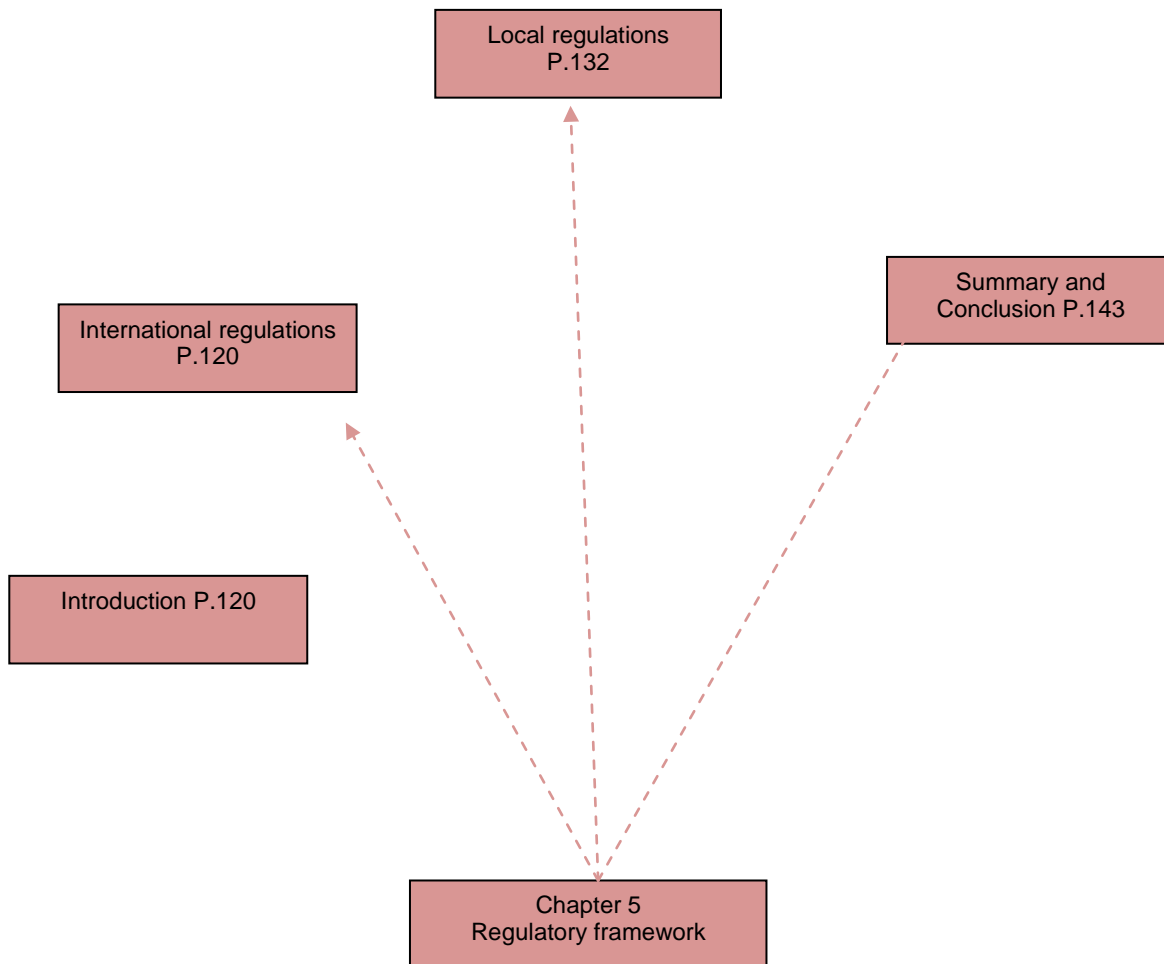 Local regulations
P.132
Summary and
Conclusion P.143
International regulations
P.120
Introduction P.120
Chapter 5
Regulatory framework